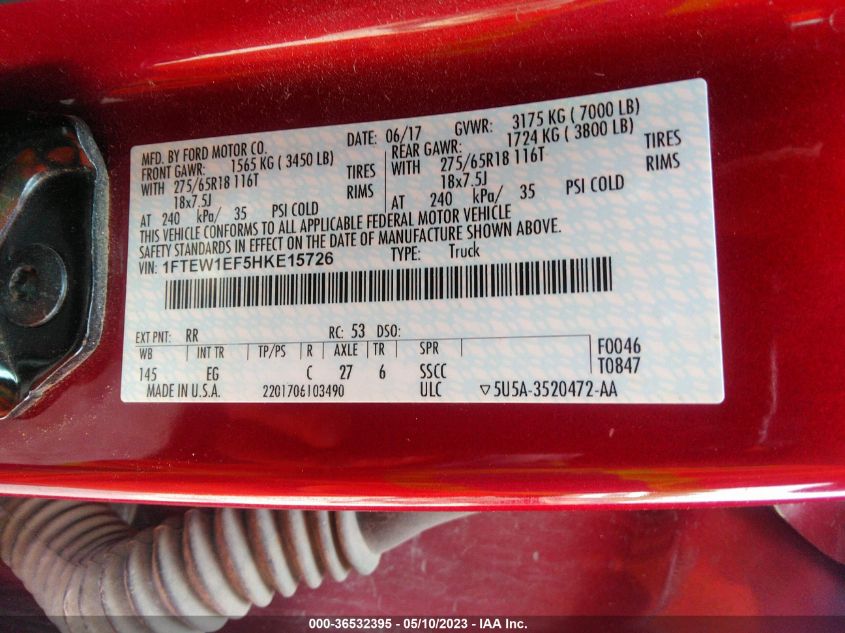 MFD. BY FORD MOTOR CO. DATE: 06/17 GVWR: 3175 KG ( 7000 LB)
FRONT GAWR: 1565 KG ( 3450 LB) REAR GAWR: 1724 KG ( 3800 LB)
WITH 275/65R18 116T TIRES 275/65R18 116T TIRES
18x7.5J RIMS WITH 18x7.5J RIMS
AT 240 kPa/ 35 PSI COLD AT 240 kPa/ 35 PSI COLD
THIS VEHICLE CONFORMS TO ALL APPLICABLE FEDERAL MOTOR VEHICLE
SAFETY STANDARDS IN EFFECT ON THE DATE OF MANUFACTURE SHOWN ABOVE.
VIN: 1FTEW1EF5HKE15726 TYPE: Truck
EXT PNT: RR RC: 53 DSO:
WB INT TR TP/PS R AXLE TR SPR F0046
145 EG C 27 6 SSCC T0847
MADE IN U.S.A. 2201706103490 ULC ▽5U5A-3520472-AA
000-36532395 - 05/10/2023 - IAA Inc.